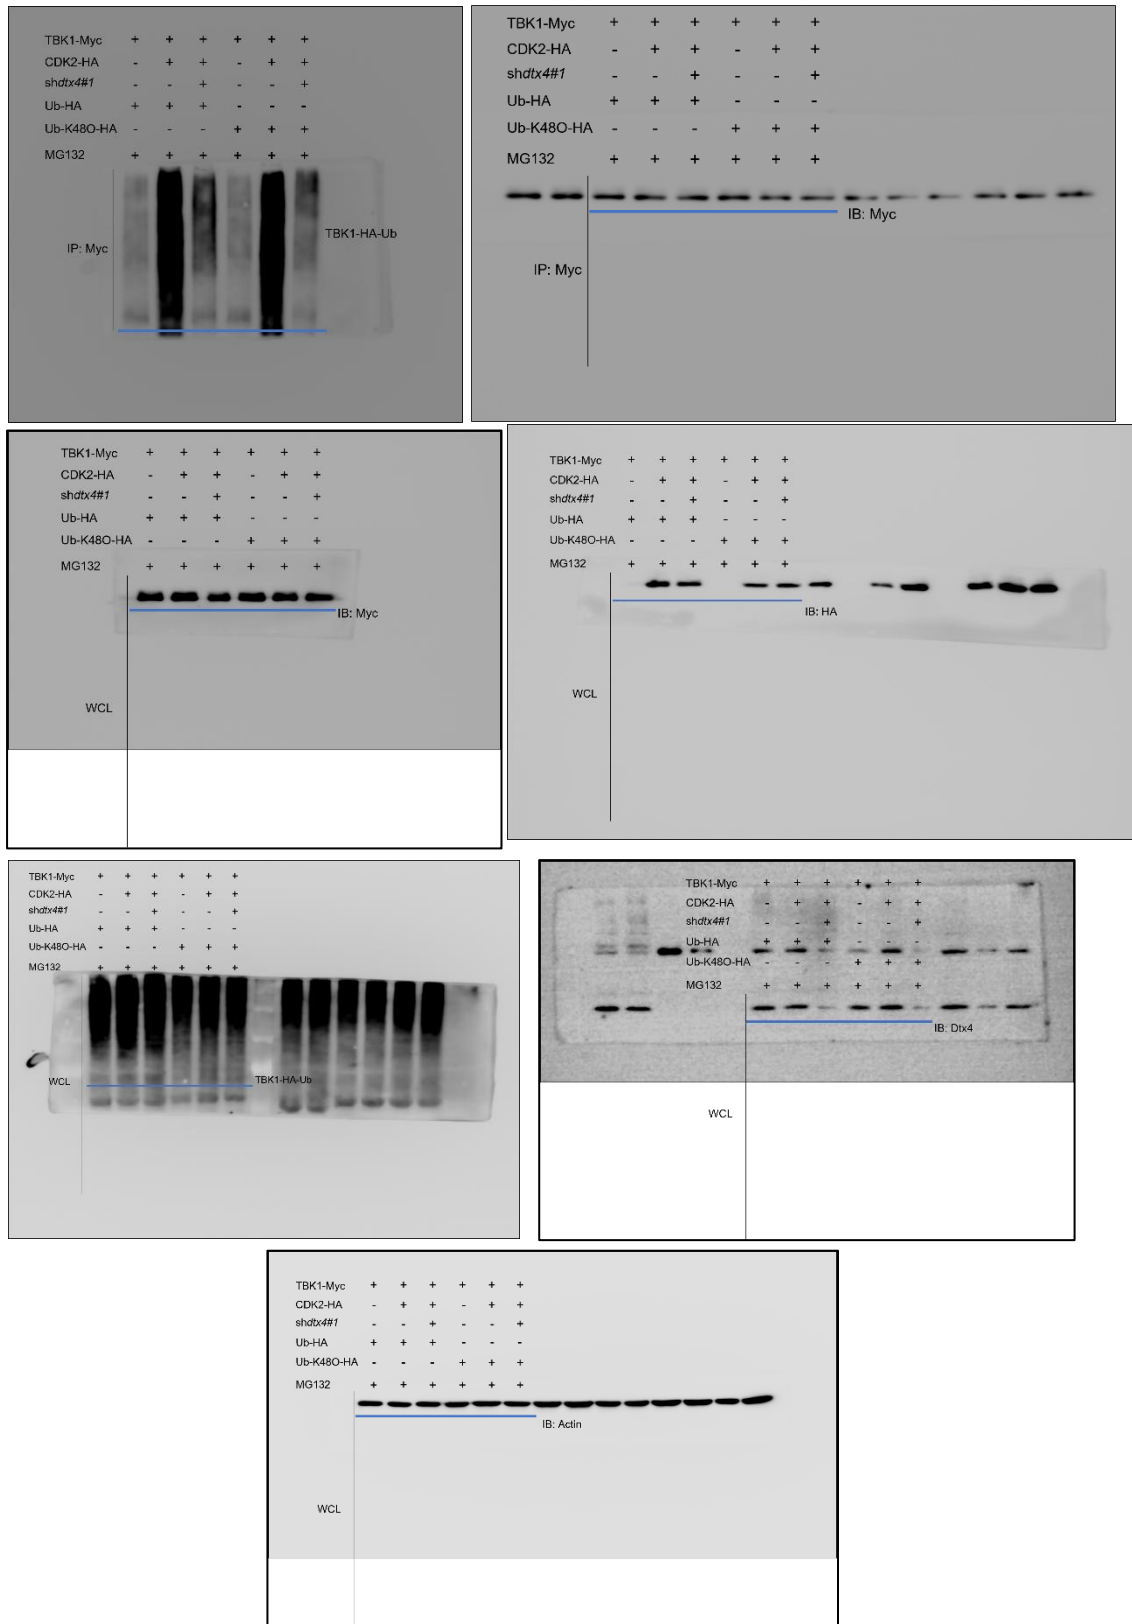 TBK1-Myc + + + + + +
CDK2-HA - + + - + +
shdtx4#1 - - + - - +
Ub-HA + + + - - -
Ub-K48O-HA - - - + + +
MG132 + + + + + +
IP: Myc
TBK1-HA-Ub
TBK1-Myc + + + + + +
CDK2-HA - + + - + +
shdtx4#1 - - + - - +
Ub-HA + + + - - -
Ub-K48O-HA - - - + + +
MG132 + + + + + +
IB: Myc
IP: Myc
TBK1-Myc + + + + + +
CDK2-HA - + + - + +
shdtx4#1 - - + - - +
Ub-HA + + + - - -
Ub-K48O-HA - - - + + +
MG132 + + + + + +
IB: Myc
WCL
TBK1-Myc + + + + + +
CDK2-HA - + + - + +
shdtx4#1 - - + - - +
Ub-HA + + + - - -
Ub-K48O-HA - - - + + +
MG132 + + + + + +
IB: HA
WCL
TBK1-Myc + + + + + +
CDK2-HA - + + - + +
shdtx4#1 - - + - - +
Ub-HA + + + - - -
Ub-K48O-HA - - - + + +
MG132 + + + + + +
WCL
TBK1-HA-Ub
TBK1-Myc + + + + + +
CDK2-HA - + + - + +
shdtx4#1 - - + - - +
Ub-HA + + + - - -
Ub-K48O-HA - - - + + +
MG132 + + + + + +
IB: Dtx4
WCL
TBK1-Myc + + + + + +
CDK2-HA - + + - + +
shdtx4#1 - - + - - +
Ub-HA + + + - - -
Ub-K48O-HA - - - + + +
MG132 + + + + + +
IB: Actin
WCL